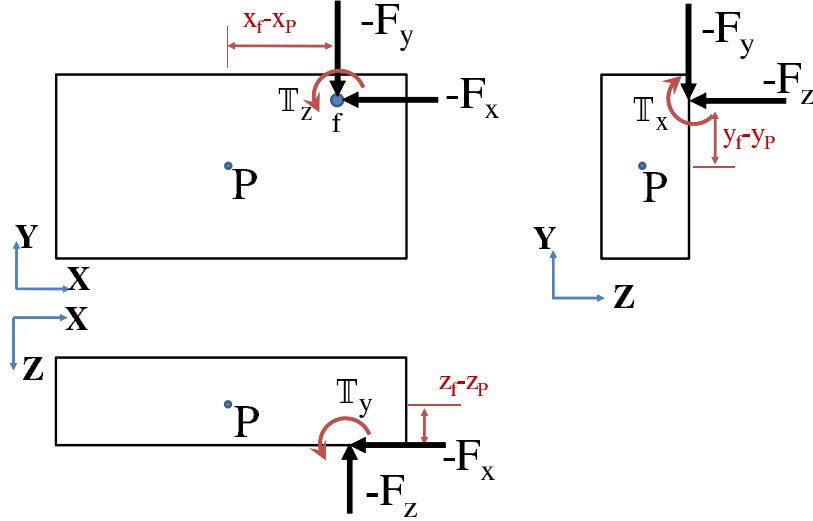 x_f-x_P
-F_y
𝕋_z
f
-F_x
P
Y
X
-F_y
-F_z
𝕋_x
y_f-y_P
P
Y
Z
X
Z
𝕋_y
P
z_f-z_P
-F_x
-F_z